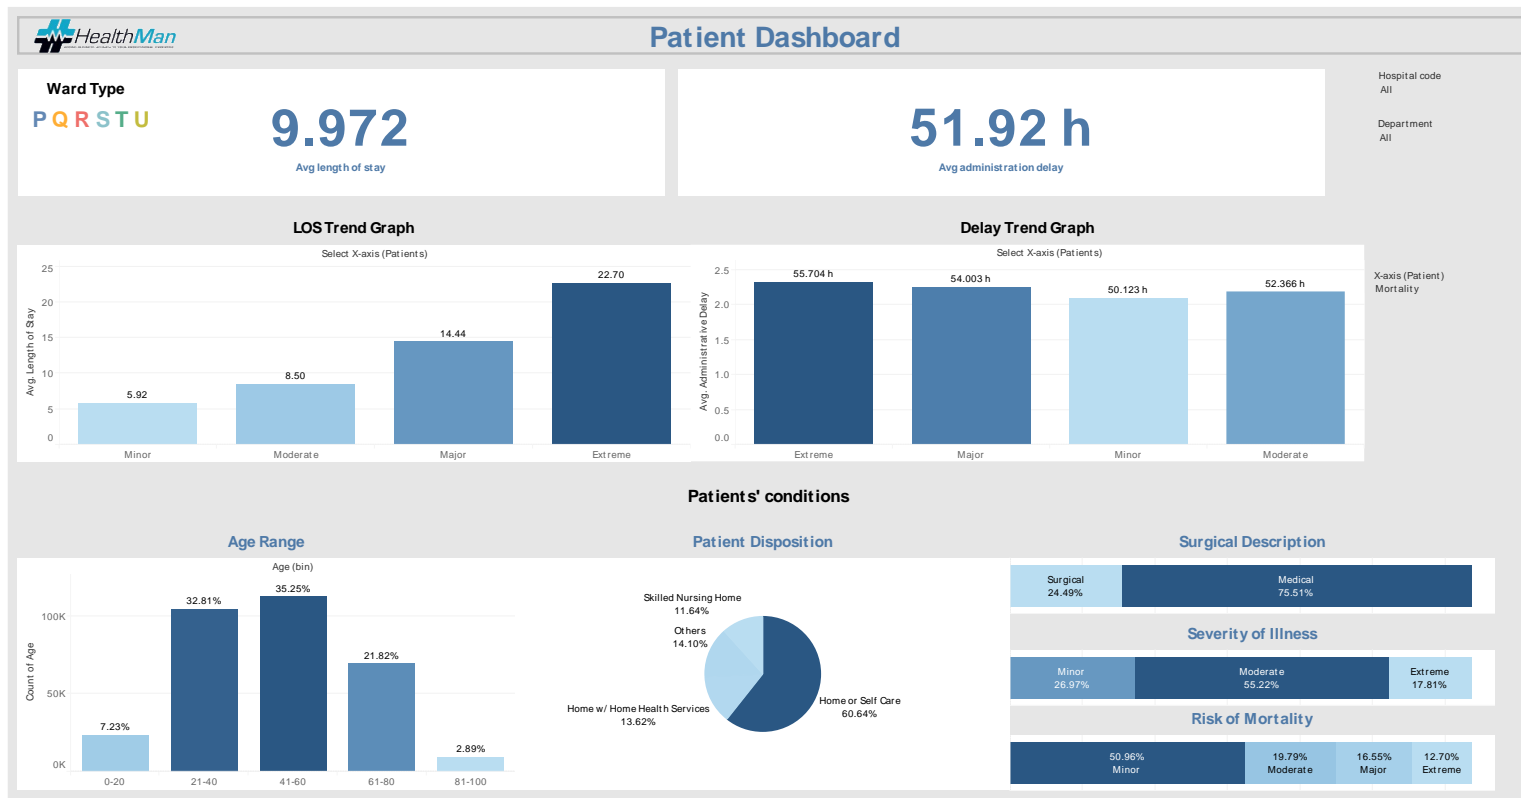 HealthMan
Patient Dashboard
Ward Type
P Q R S T U
9.972
Avg length of stay
51.92 h
Avg administration delay
Hospital code
All
Department
All
LOS Trend Graph
Select X-axis (Patients)
Avg. Length of Stay
25
20
15
10
5
0
5.92
8.50
14.44
22.70
Minor
Moderate
Major
Extreme
Delay Trend Graph
Select X-axis (Patients)
Avg. Administrative Delay
2.5
2.0
1.5
1.0
0.5
0.0
55.704 h
54.003 h
50.123 h
52.366 h
Extreme
Major
Minor
Moderate
X-axis (Patient)
Mortality
Patients' conditions
Age Range
Age (bin)
Count of Age
100K
50K
0K
7.23%
32.81%
35.25%
21.82%
2.89%
0-20
21-40
41-60
61-80
81-100
Patient Disposition
Skilled Nursing Home
11.64%
Others
14.10%
Home w/ Home Health Services
13.62%
Home or Self Care
60.64%
Surgical Description
Surgical
24.49%
Medical
75.51%
Severity of Illness
Minor
26.97%
Moderate
55.22%
Extreme
17.81%
Risk of Mortality
50.96%
Minor
19.79%
Moderate
16.55%
Major
12.70%
Extreme